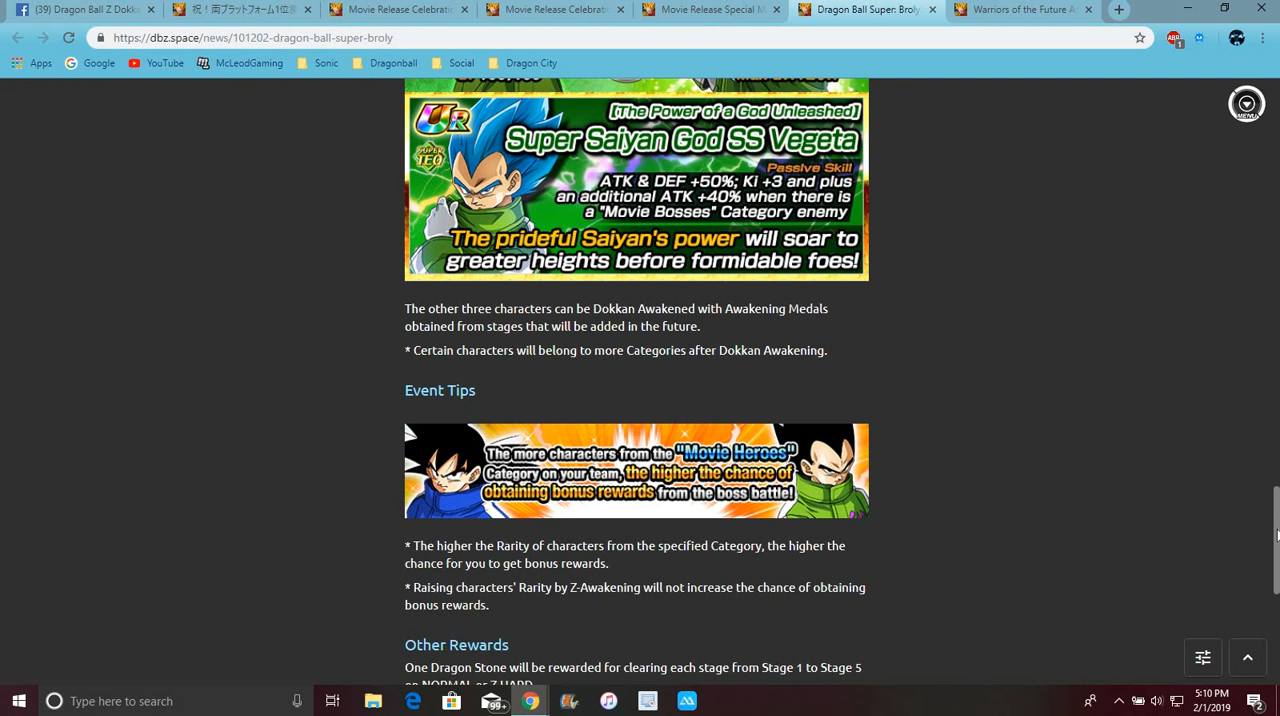 (39) Dragon Ball Z Dokka
祝！両プラットフォーム1位獲
Movie Release Celebratio
Movie Release Celebratio
Movie Release Special M
Dragon Ball Super: Broly
Warriors of the Future A
https://dbz.space/news/101202-dragon-ball-super-broly
ABP
1
Apps
Google
YouTube
McLeodGaming
Sonic
Dragonball
Social
Dragon City
MENU
UR
[The Power of a God Unleashed]
Super Saiyan God SS Vegeta
SUPER
TEQ
Passive Skill
ATK & DEF +50%; Ki +3 and plus
an additional ATK +40% when there is
a "Movie Bosses" Category enemy
The prideful Saiyan's power will soar to
greater heights before formidable foes!
The other three characters can be Dokkan Awakened with Awakening Medals
obtained from stages that will be added in the future.
* Certain characters will belong to more Categories after Dokkan Awakening.
Event Tips
The more characters from the "Movie Heroes"
Category on your team, the higher the chance of
obtaining bonus rewards from the boss battle!
* The higher the Rarity of characters from the specified Category, the higher the
chance for you to get bonus rewards.
* Raising characters' Rarity by Z-Awakening will not increase the chance of obtaining
bonus rewards.
Other Rewards
One Dragon Stone will be rewarded for clearing each stage from Stage 1 to Stage 5
on NORMAL or Z-HARD.
Type here to search
99+
5:10 PM
2/1/2019
2